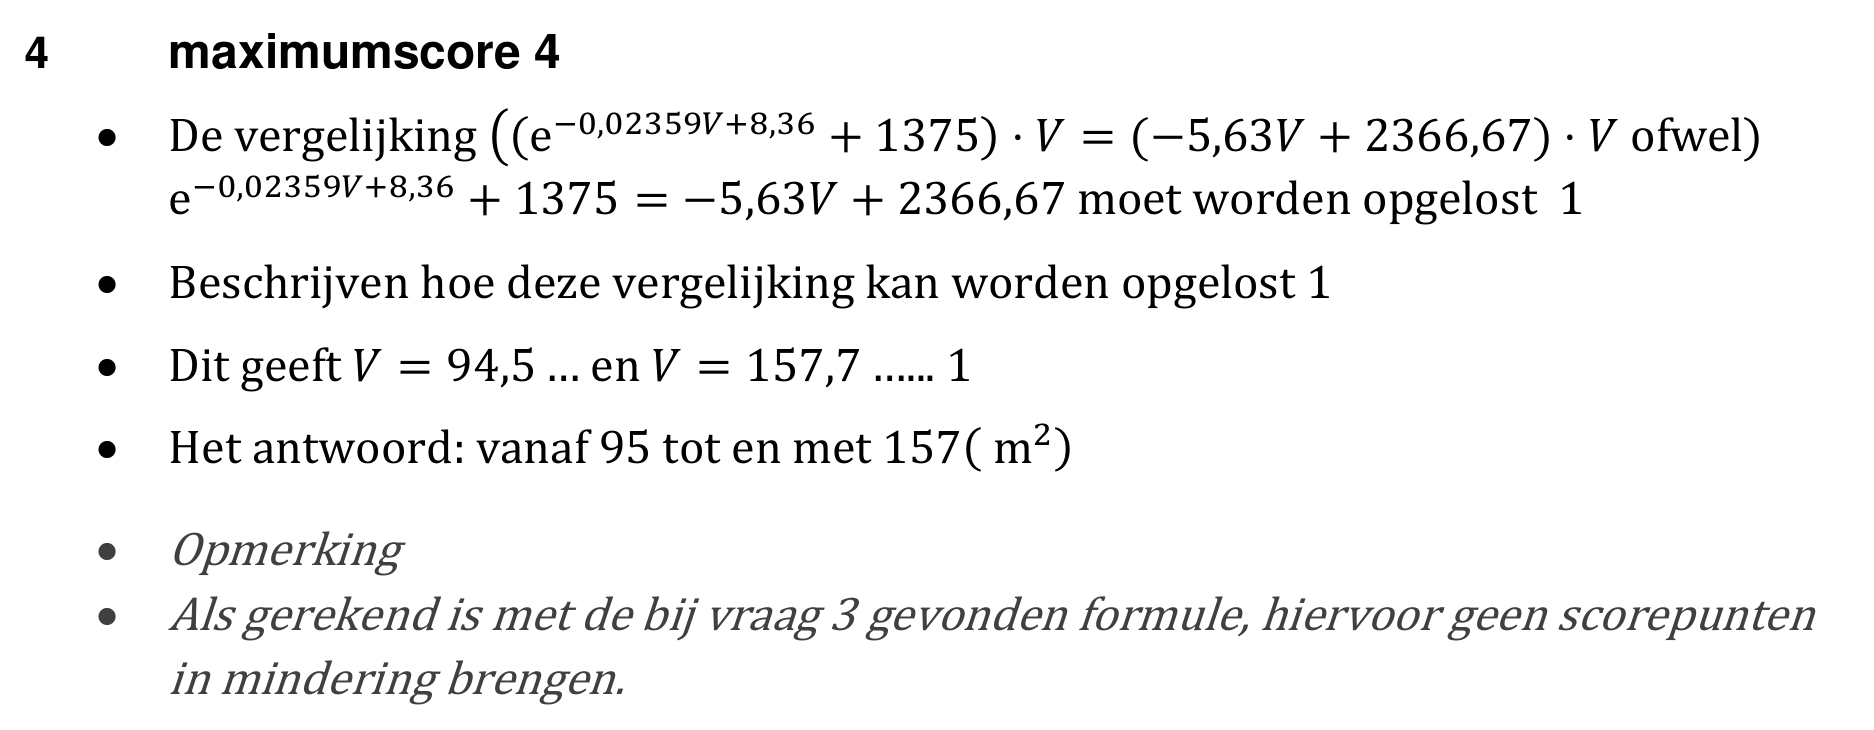 4 maximumscore 4
• De vergelijking ((e^{−0,02359V+8,36} + 1375) · V = (−5,63V + 2366,67) · V ofwel)
e^{−0,02359V+8,36} + 1375 = −5,63V + 2366,67 moet worden opgelost 1
• Beschrijven hoe deze vergelijking kan worden opgelost 1
• Dit geeft V = 94,5 ... en V = 157,7 ...... 1
• Het antwoord: vanaf 95 tot en met 157( m²)
• Opmerking
• Als gerekend is met de bij vraag 3 gevonden formule, hiervoor geen scorepunten
in mindering brengen.